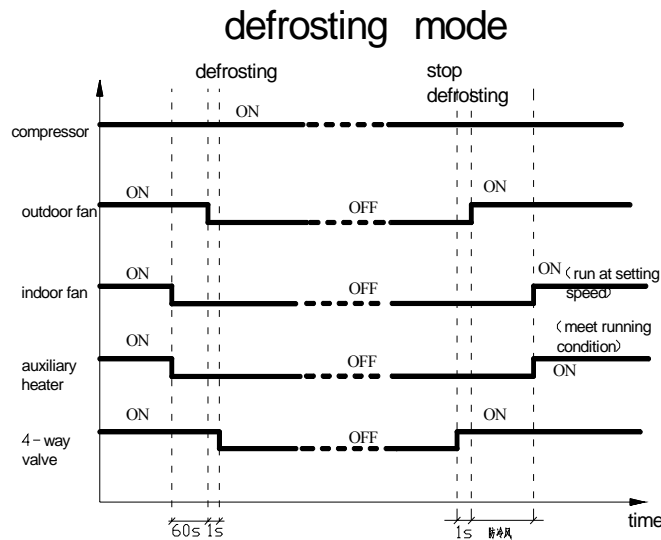 defrosting mode
defrosting
stop
defrosting
ON
compressor
ON
ON
outdoor fan
OFF
ON
ON
（run at setting
speed）
indoor fan
OFF
（meet running
condition）
ON
auxiliary
heater
OFF
ON
ON
ON
4-way
valve
OFF
time
60s
1s
1s
防冷风